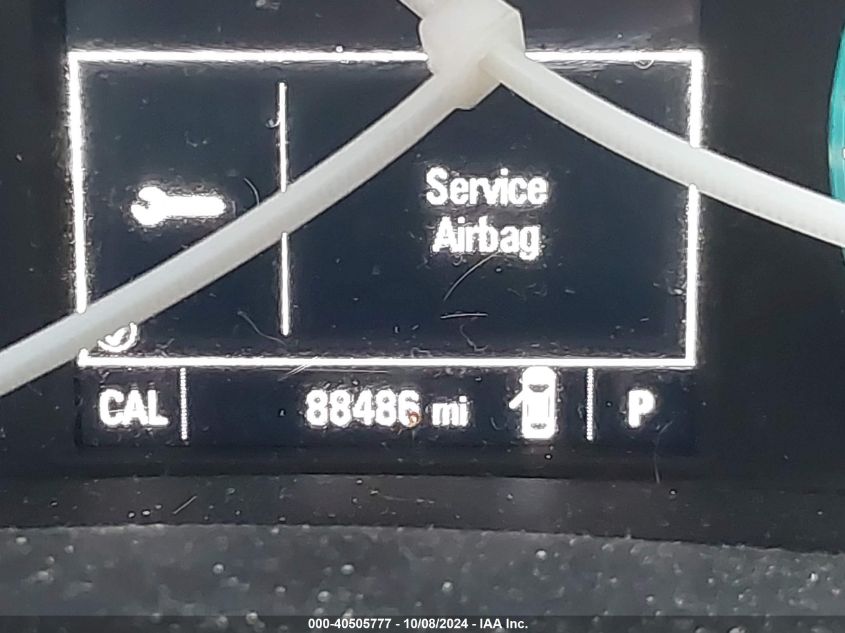 Service
Airbag
CAL 88486 mi P
000-40505777 - 10/08/2024 - IAA Inc.